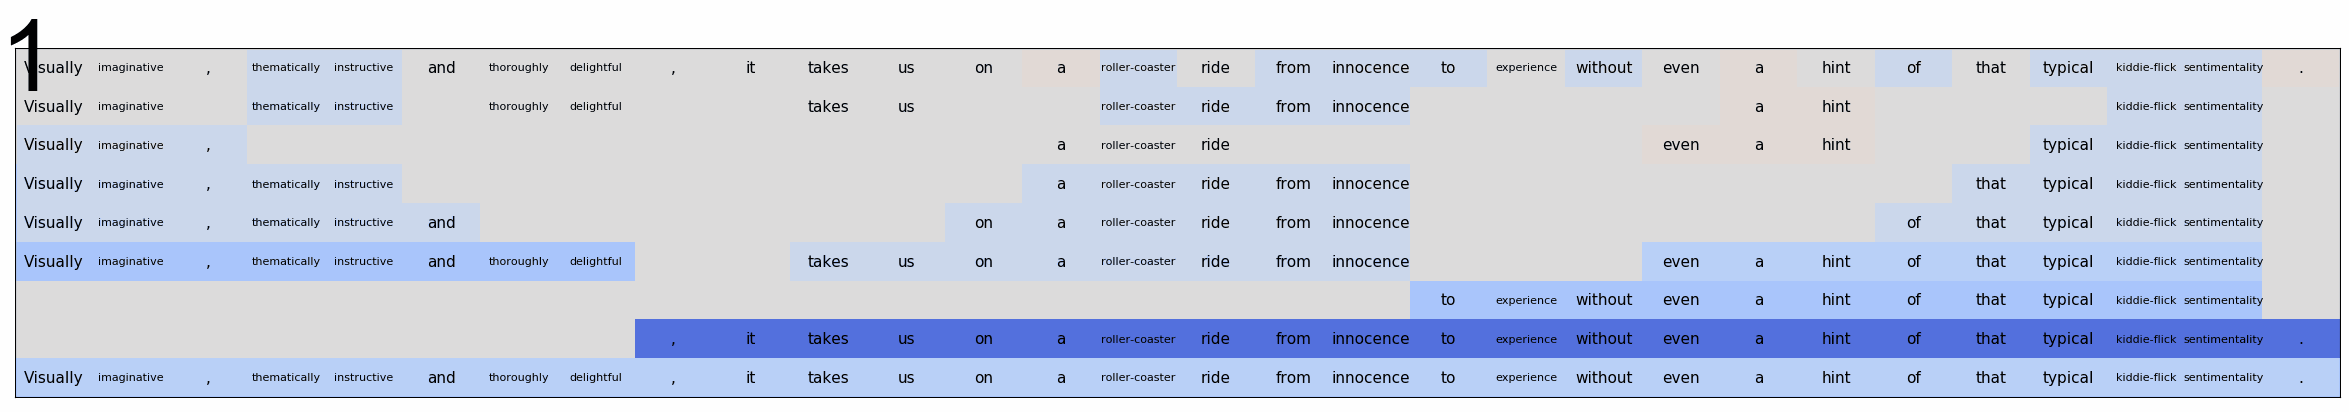 1
Visually imaginative , thematically instructive and thoroughly delightful , it takes us on a roller-coaster ride from innocence to experience without even a hint of that typical kiddie-flick sentimentality .
Visually imaginative thematically instructive thoroughly delightful takes us roller-coaster ride from innocence a hint kiddie-flick sentimentality
Visually imaginative , a roller-coaster ride even a hint typical kiddie-flick sentimentality
Visually imaginative , thematically instructive a roller-coaster ride from innocence that typical kiddie-flick sentimentality
Visually imaginative , thematically instructive and on a roller-coaster ride from innocence of that typical kiddie-flick sentimentality
Visually imaginative , thematically instructive and thoroughly delightful takes us on a roller-coaster ride from innocence even a hint of that typical kiddie-flick sentimentality
to experience without even a hint of that typical kiddie-flick sentimentality
, it takes us on a roller-coaster ride from innocence to experience without even a hint of that typical kiddie-flick sentimentality .
Visually imaginative , thematically instructive and thoroughly delightful , it takes us on a roller-coaster ride from innocence to experience without even a hint of that typical kiddie-flick sentimentality .